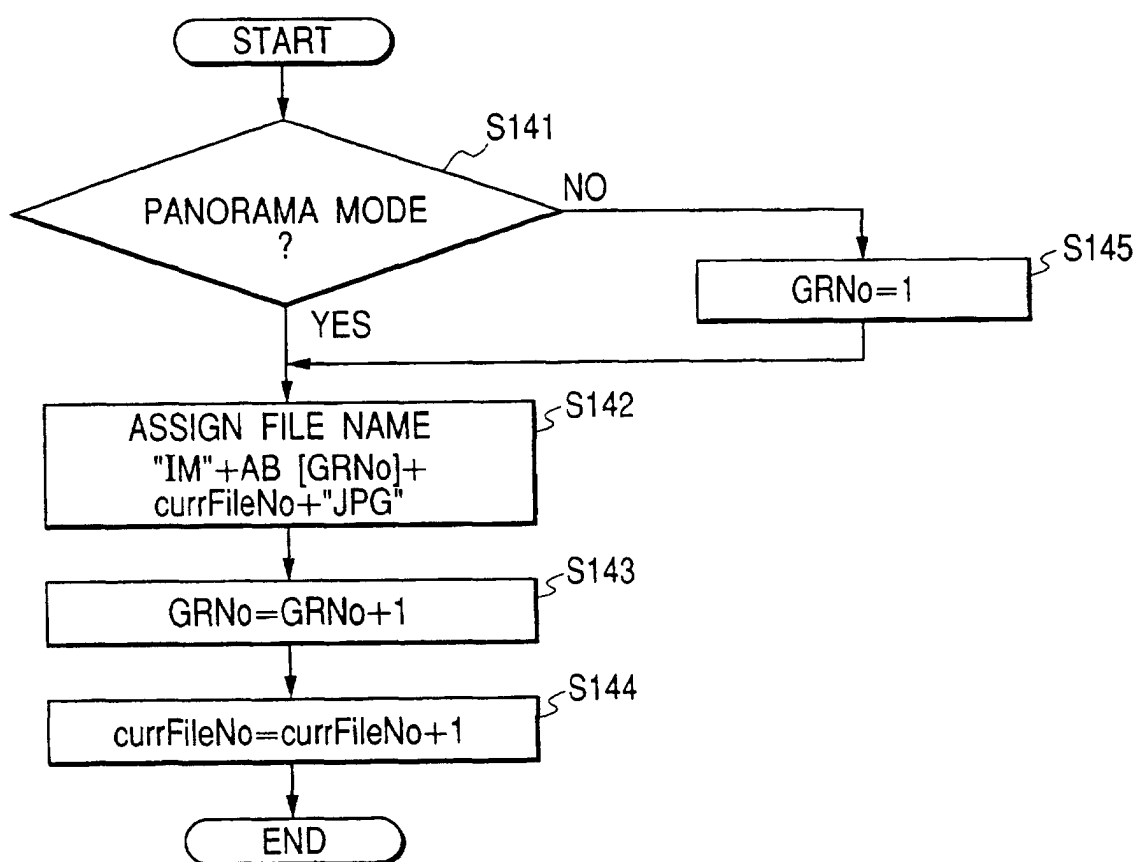 START
S141
PANORAMA MODE
?
NO
YES
S145
GRNo=1
S142
ASSIGN FILE NAME
"IM"+AB [GRNo]+
currFileNo+"JPG"
S143
GRNo=GRNo+1
S144
currFileNo=currFileNo+1
END